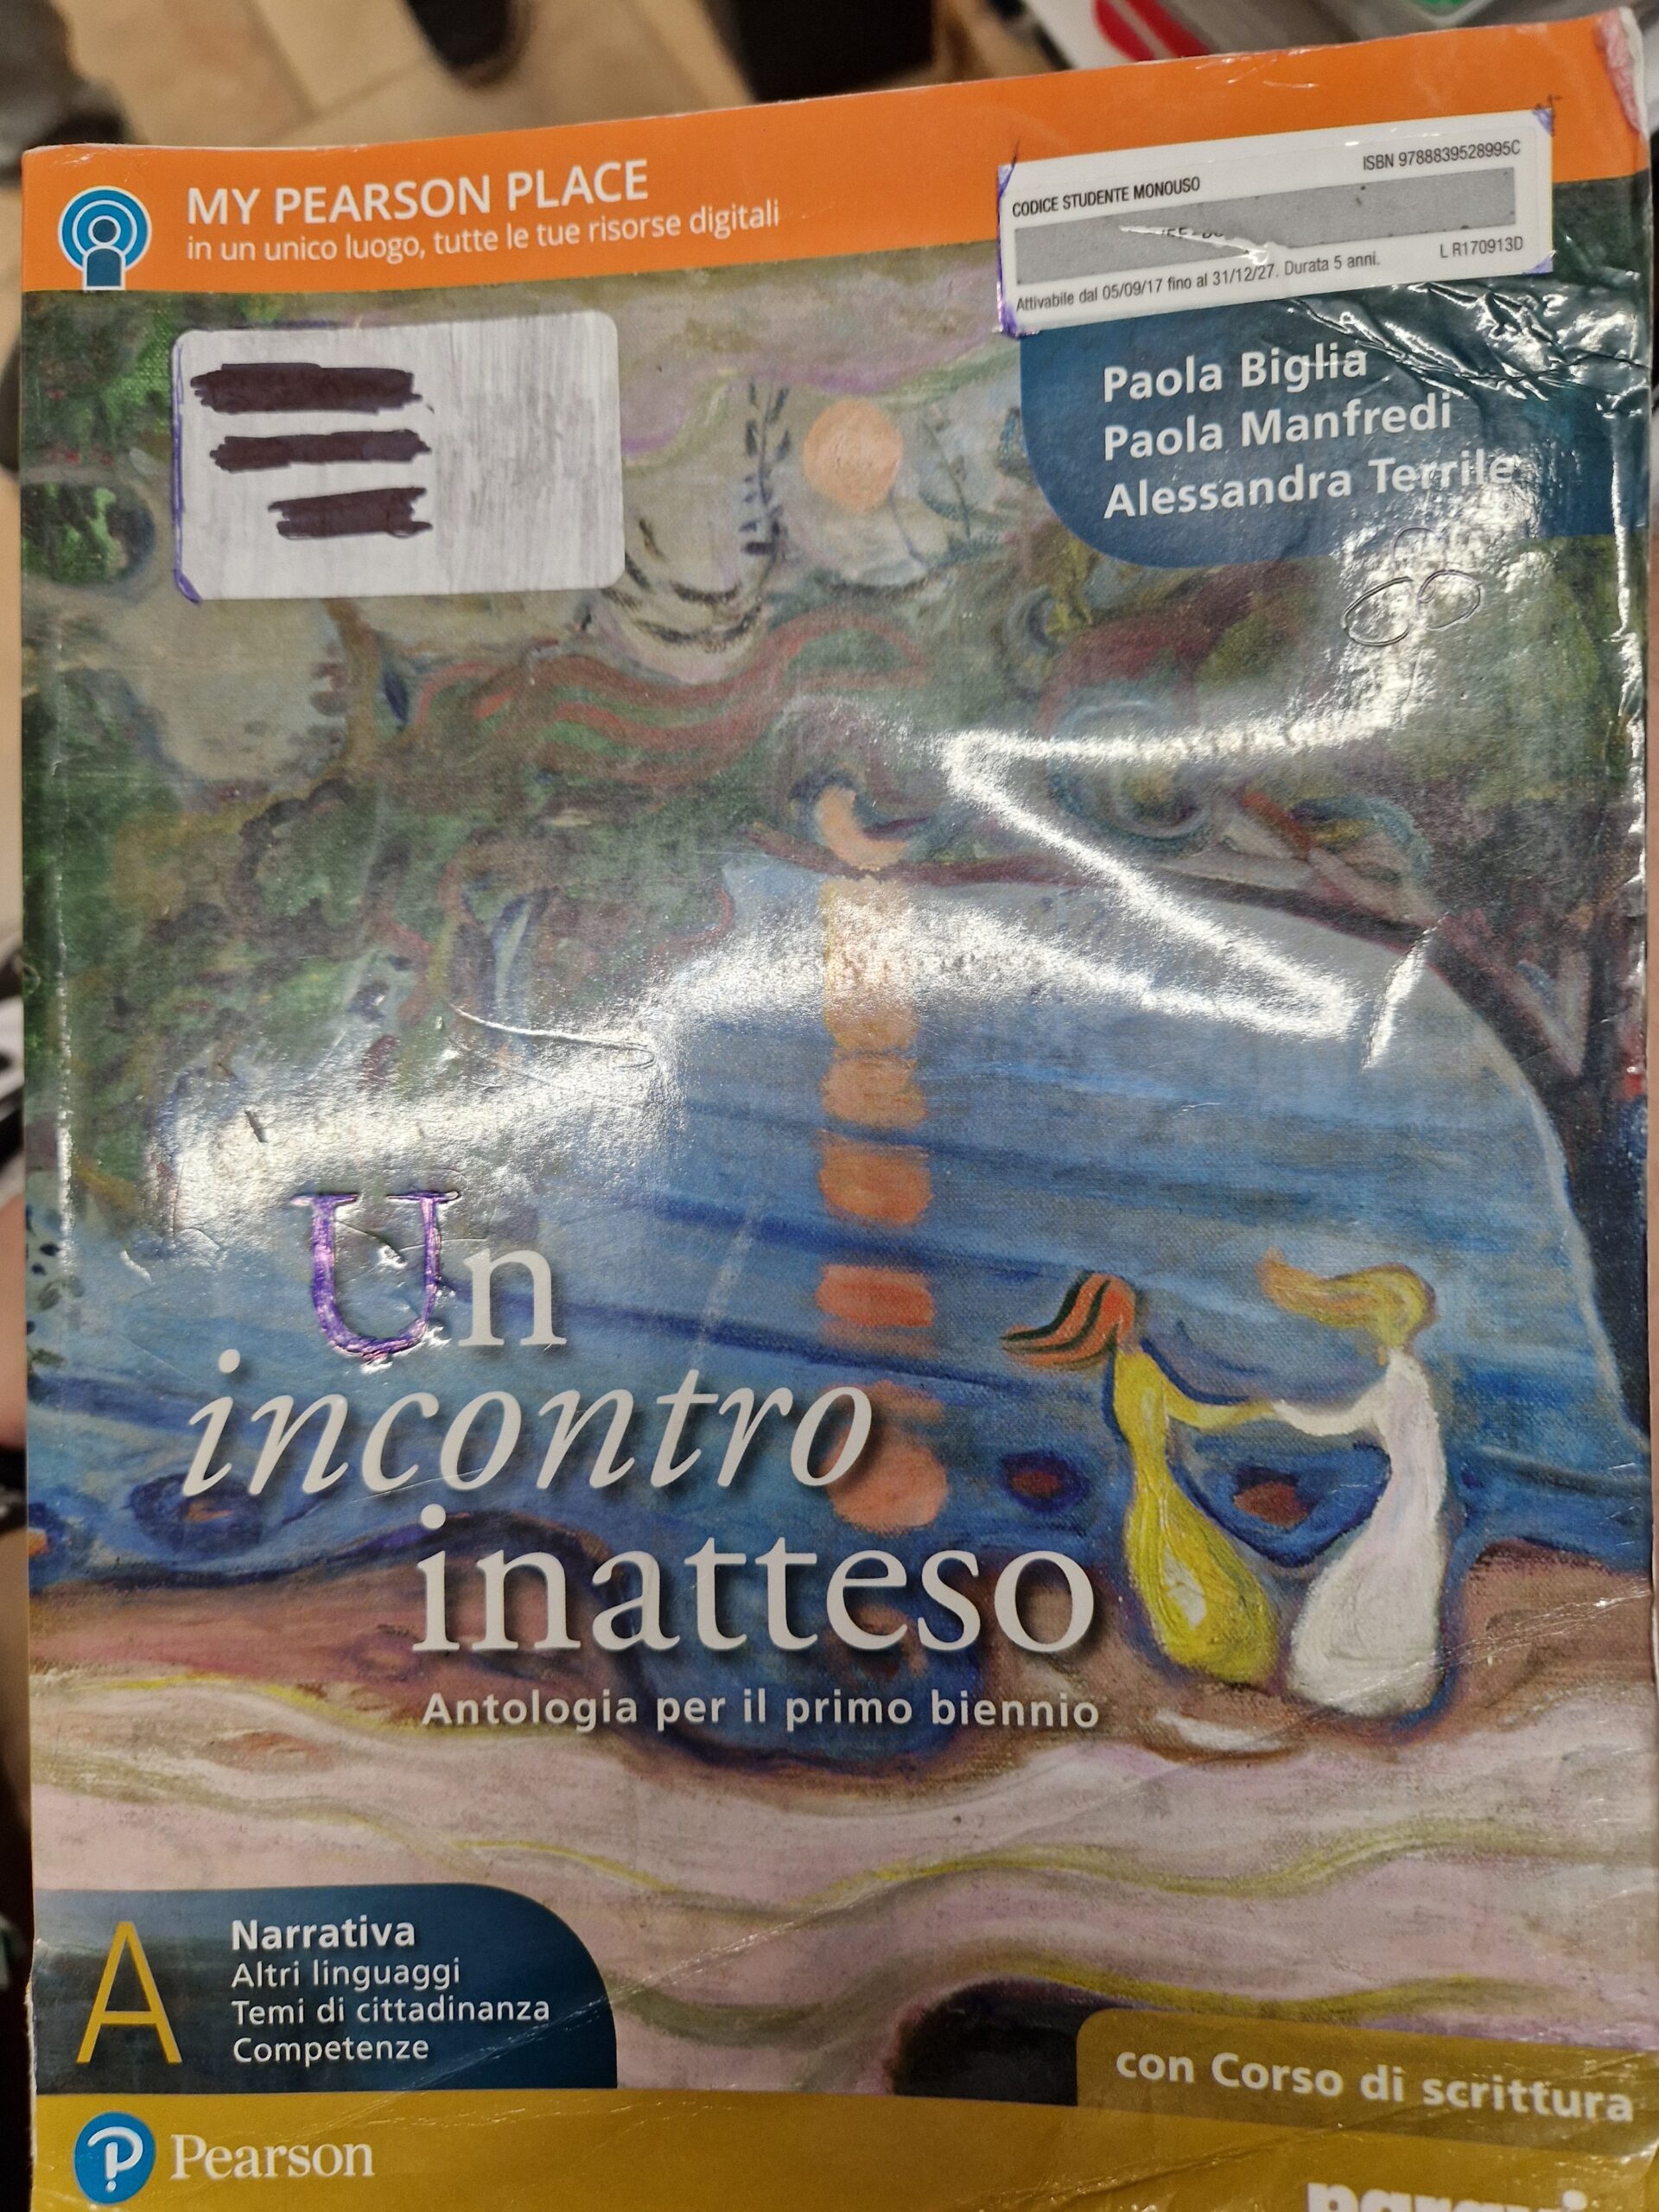 MY PEARSON PLACE
in un unico luogo, tutte le tue risorse digitali
ISBN 9788839528995C
CODICE STUDENTE MONOUSO
L R170913D
Attivabile dal 05/09/17 fino al 31/12/27. Durata 5 anni.
Paola Biglia
Paola Manfredi
Alessandra Terrile
Un
incontro
inatteso
Antologia per il primo biennio
A
Narrativa
Altri linguaggi
Temi di cittadinanza
Competenze
con Corso di scrittura
Pearson